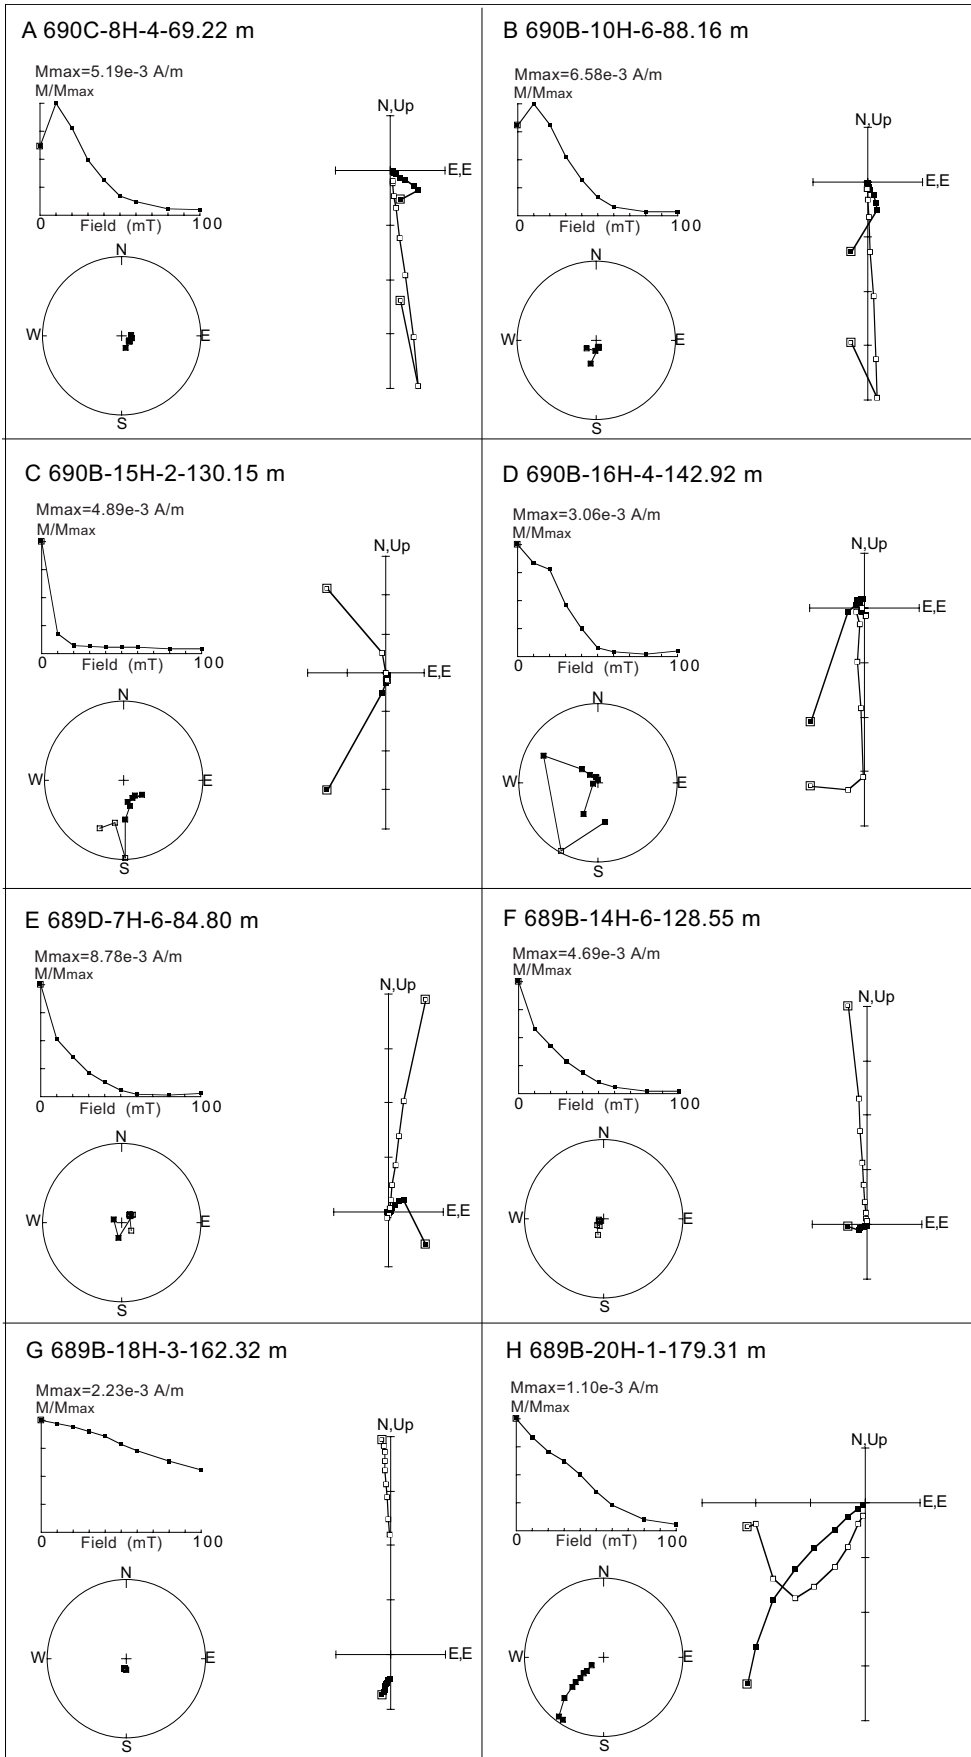 A 690C-8H-4-69.22 m
Mmax=5.19e-3 A/m
M/Mmax
N,Up
E,E
0
100
Field (mT)
N
W
E
S
B 690B-10H-6-88.16 m
Mmax=6.58e-3 A/m
M/Mmax
N,Up
E,E
0
100
Field (mT)
N
W
E
S
C 690B-15H-2-130.15 m
Mmax=4.89e-3 A/m
M/Mmax
N,Up
E,E
0
100
Field (mT)
N
W
E
S
D 690B-16H-4-142.92 m
Mmax=3.06e-3 A/m
M/Mmax
N,Up
E,E
0
100
Field (mT)
N
W
E
S
E 689D-7H-6-84.80 m
Mmax=8.78e-3 A/m
M/Mmax
N,Up
E,E
0
100
Field (mT)
N
W
E
S
F 689B-14H-6-128.55 m
Mmax=4.69e-3 A/m
M/Mmax
N,Up
E,E
0
100
Field (mT)
N
W
E
S
G 689B-18H-3-162.32 m
Mmax=2.23e-3 A/m
M/Mmax
N,Up
E,E
0
100
Field (mT)
N
W
E
S
H 689B-20H-1-179.31 m
Mmax=1.10e-3 A/m
M/Mmax
N,Up
E,E
0
100
Field (mT)
N
W
E
S